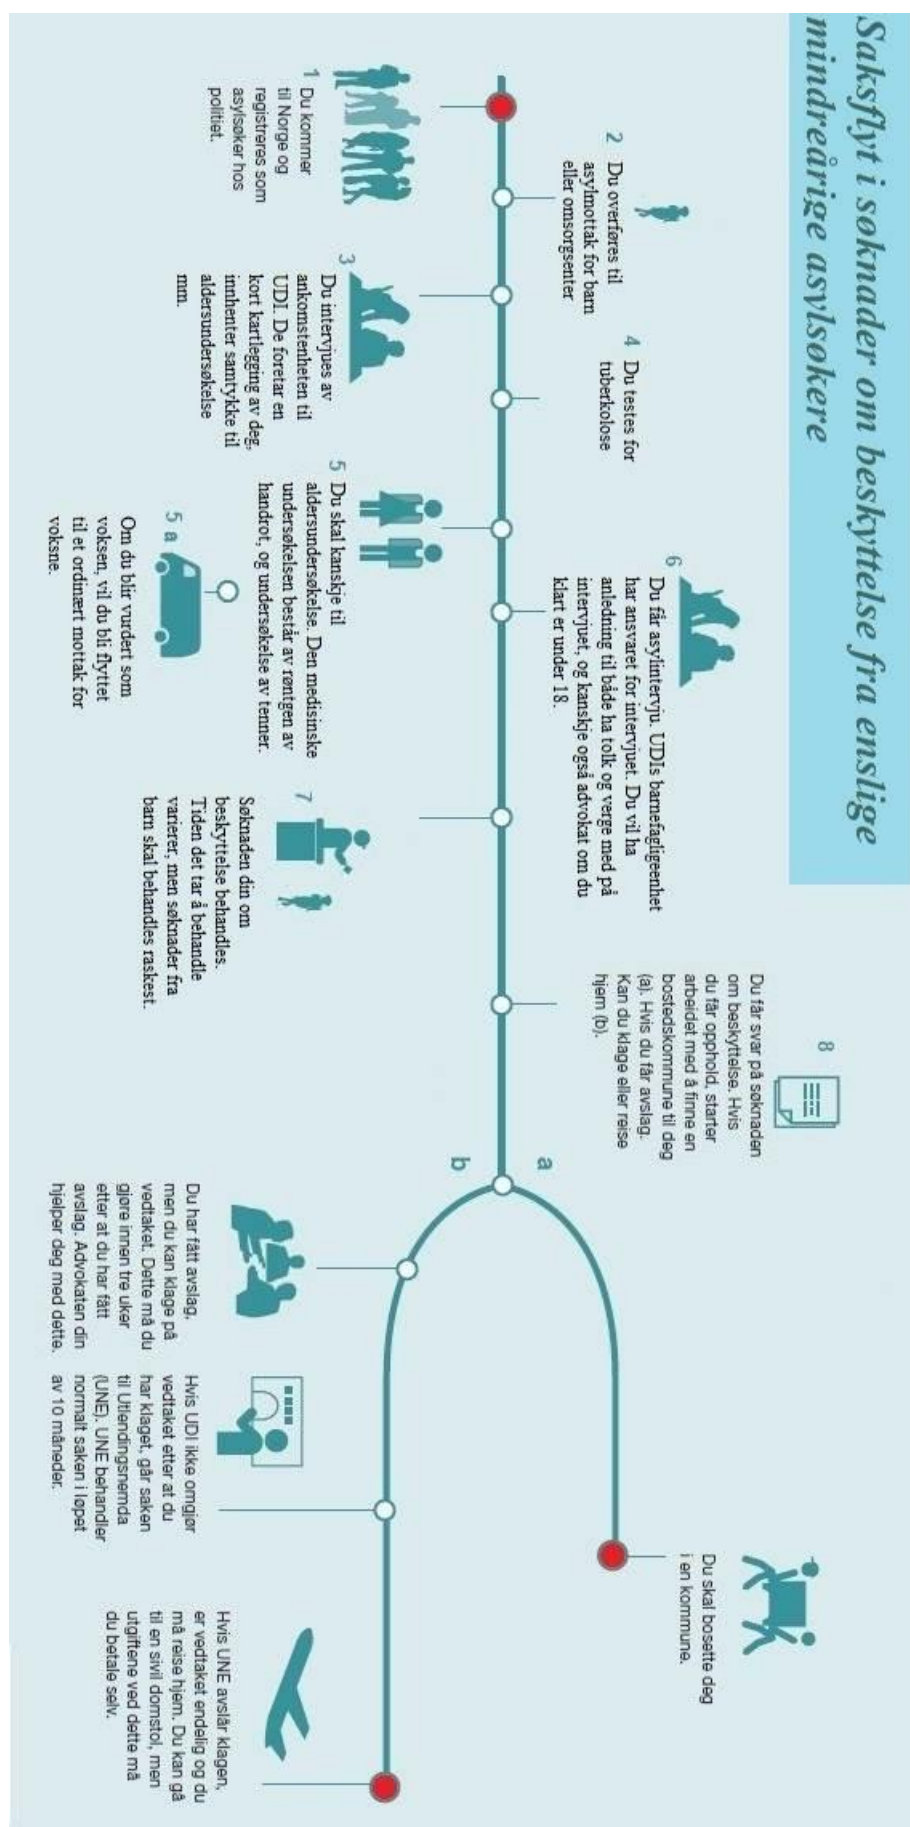 Saksflyt i søknader om beskyttelse fra enslige
mindreårige asylsøkere
1 Du kommer
til Norge og
registreres som
asylsøker hos
politiet.
2 Du overføres til
asylmottak for barn
eller omsorgsenter
3
Du intervjues av
ankomstenheten til
UDI. De foretar en
kort kartlegging av deg,
innhenter samtykke til
aldersundersøkelse
mm.
4 Du testes for
tuberkolose
5 Du skal kanskje til
aldersundersøkelse. Den medisinske
undersøkelsen består av røntgen av
handrot, og undersøkelse av tenner.
5 a
Om du blir vurdert som
voksen, vil du bli flyttet
til et ordinært mottak for
voksne.
6
Du får asylintervju. UDIs barnefagligeenhet
har ansvaret for intervjuet. Du vil ha
anledning til både ha tolk og verge med på
intervjuet, og kanskje også advokat om du
klart er under 18.
7
Søknaden din om
beskyttelse behandles.
Tiden det tar å behandle
varierer, men søknader fra
barn skal behandles raskest.
8
Du får svar på søknaden
om beskyttelse. Hvis
du får opphold, starter
arbeidet med å finne en
bostedskommune til deg
(a). Hvis du får avslag.
Kan du klage eller reise
hjem (b).
a
b
Du skal bosette deg
i en kommune.
Du har fått avslag,
men du kan klage på
vedtaket. Dette må du
gjøre innen tre uker
etter at du har fått
avslag. Advokaten din
hjelper deg med dette.
Hvis UDI ikke omgjør
vedtaket etter at du
har klaget, går saken
til Utlendingsnemda
(UNE). UNE behandler
normalt saken i løpet
av 10 måneder.
Hvis UNE avslår klagen,
er vedtaket endelig og du
må reise hjem. Du kan gå
til en sivil domstol, men
utgiftene ved dette må
du betale selv.